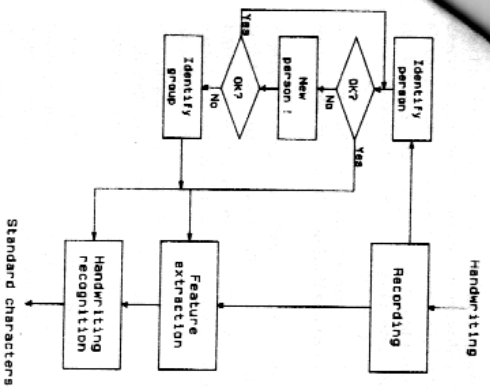 Handwriting
Recording
Feature
extraction
Handwriting
recognition
Standard characters
Identify
person
OK?
Yes
No
New
person !
OK?
Yes
No
Identify
group